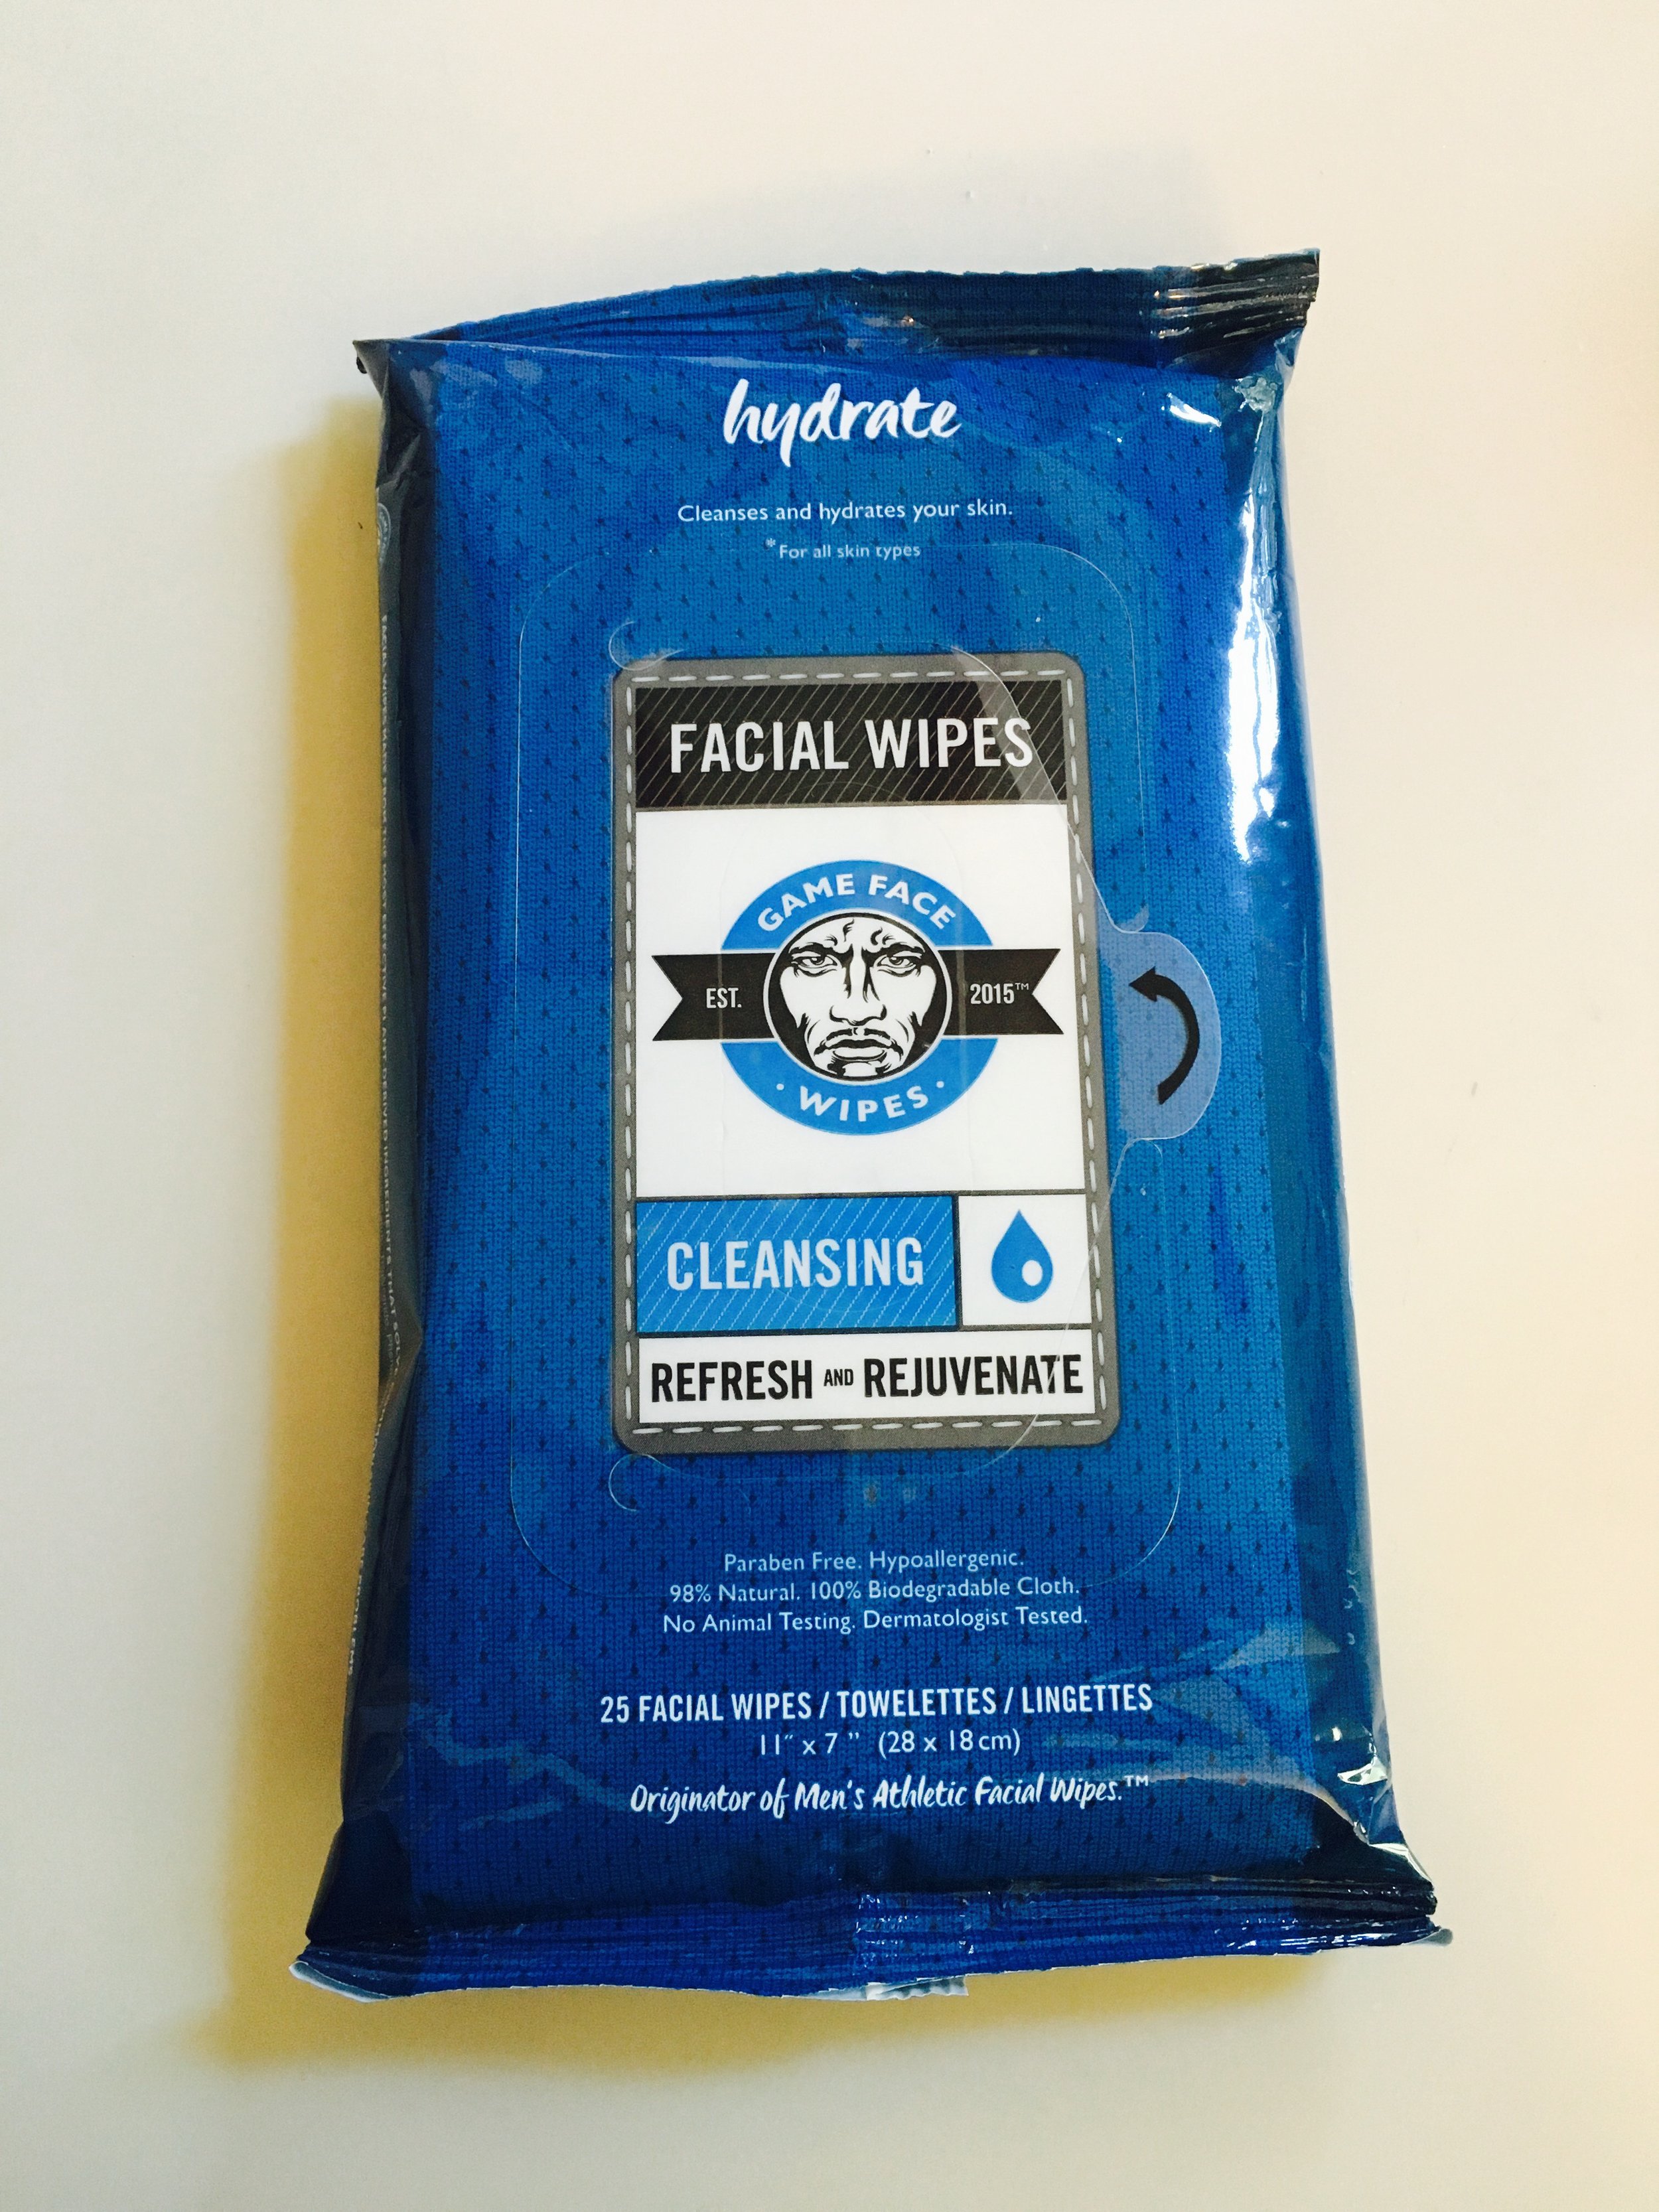 hydrate
Cleanses and hydrates your skin.
*For all skin types
FACIAL WIPES
GAME FACE
EST. 2015™
• WIPES •
CLEANSING
REFRESH AND REJUVENATE
Paraben Free. Hypoallergenic.
98% Natural. 100% Biodegradable Cloth.
No Animal Testing. Dermatologist Tested.
25 FACIAL WIPES / TOWELETTES / LINGETTES
11″ x 7 ” (28 x 18 cm)
Originator of Men's Athletic Facial Wipes.™